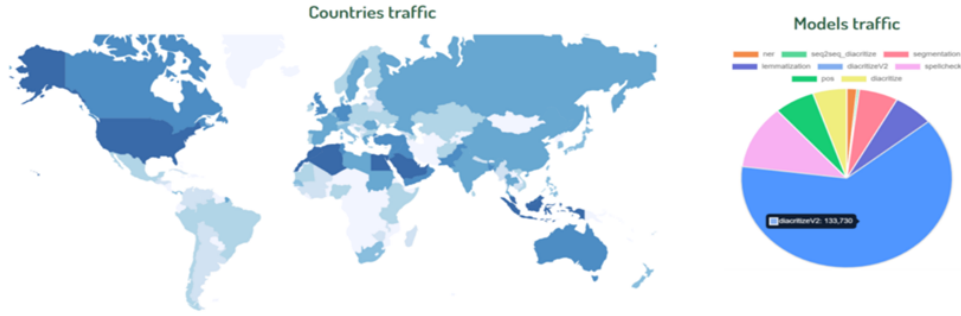 Countries traffic
Models traffic
ner seq2seq_diacritize segmentation
lemmatization diacritizeV2 spellcheck
pos diacritize
diacritizeV2: 133,730